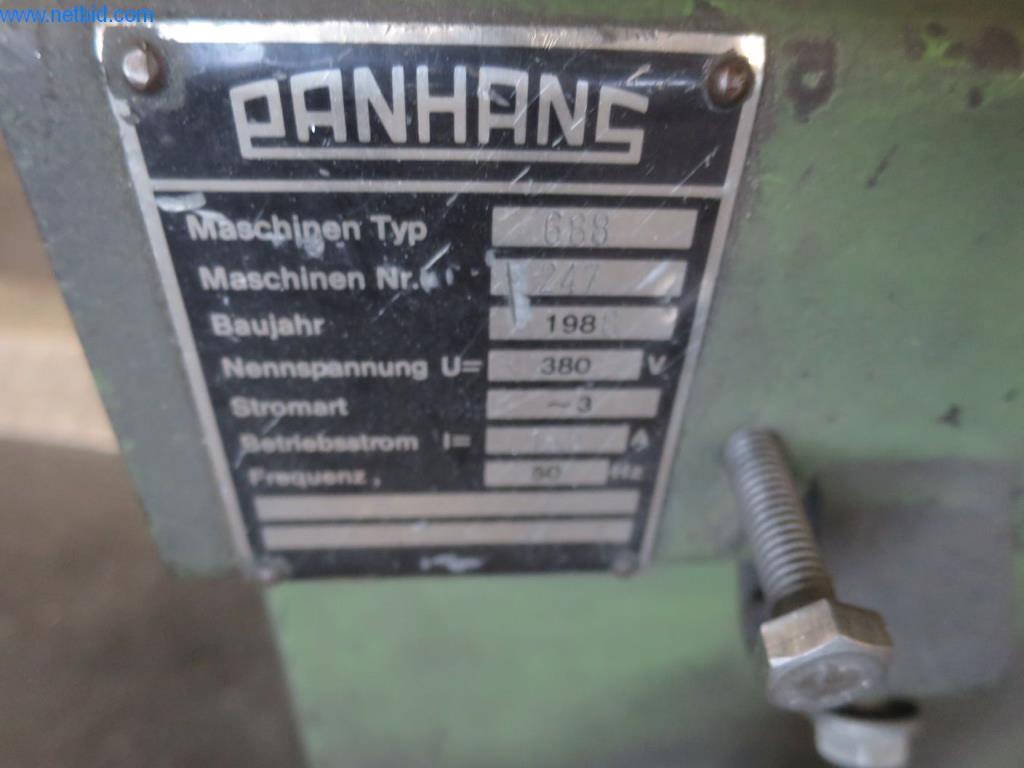 www.netbid.com
PANHANS
Maschinen Typ 688
Maschinen Nr. 247
Baujahr 198
Nennspannung U= 380 V
Stromart ~3
Betriebsstrom I= A
Frequenz, 50 Hz